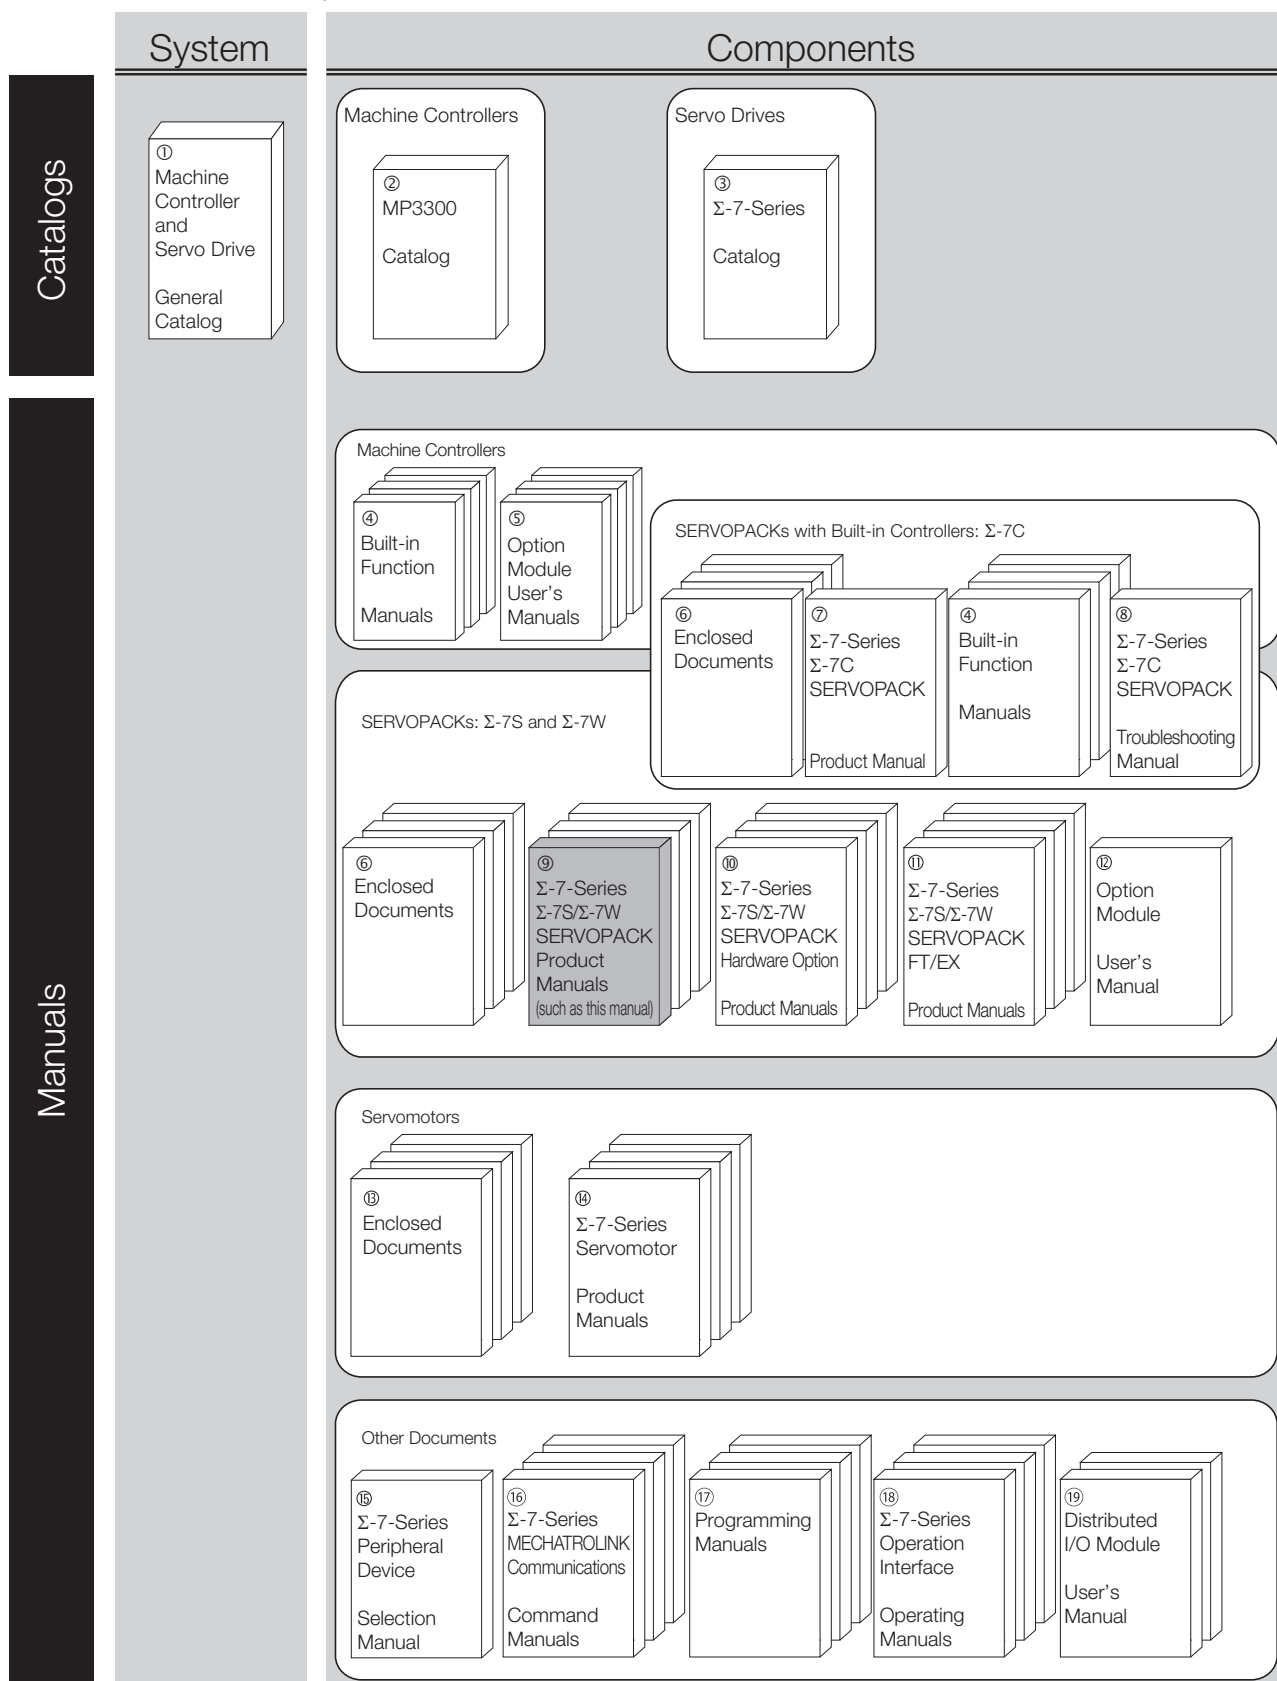 System
Components
Catalogs
①
Machine
Controller
and
Servo Drive
General
Catalog
Machine Controllers
②
MP3300
Catalog
Servo Drives
③
Σ-7-Series
Catalog
Manuals
Machine Controllers
④
Built-in
Function
Manuals
⑤
Option
Module
User's
Manuals
SERVOPACKs with Built-in Controllers: Σ-7C
⑥
Enclosed
Documents
⑦
Σ-7-Series
Σ-7C
SERVOPACK
Product Manual
④
Built-in
Function
Manuals
⑧
Σ-7-Series
Σ-7C
SERVOPACK
Troubleshooting
Manual
SERVOPACKs: Σ-7S and Σ-7W
⑥
Enclosed
Documents
⑨
Σ-7-Series
Σ-7S/Σ-7W
SERVOPACK
Product
Manuals
(such as this manual)
⑩
Σ-7-Series
Σ-7S/Σ-7W
SERVOPACK
Hardware Option
Product Manuals
⑪
Σ-7-Series
Σ-7S/Σ-7W
SERVOPACK
FT/EX
Product Manuals
⑫
Option
Module
User's
Manual
Servomotors
⑬
Enclosed
Documents
⑭
Σ-7-Series
Servomotor
Product
Manuals
Other Documents
⑮
Σ-7-Series
Peripheral
Device
Selection
Manual
⑯
Σ-7-Series
MECHATROLINK
Communications
Command
Manuals
⑰
Programming
Manuals
⑱
Σ-7-Series
Operation
Interface
Operating
Manuals
⑲
Distributed
I/O Module
User's
Manual